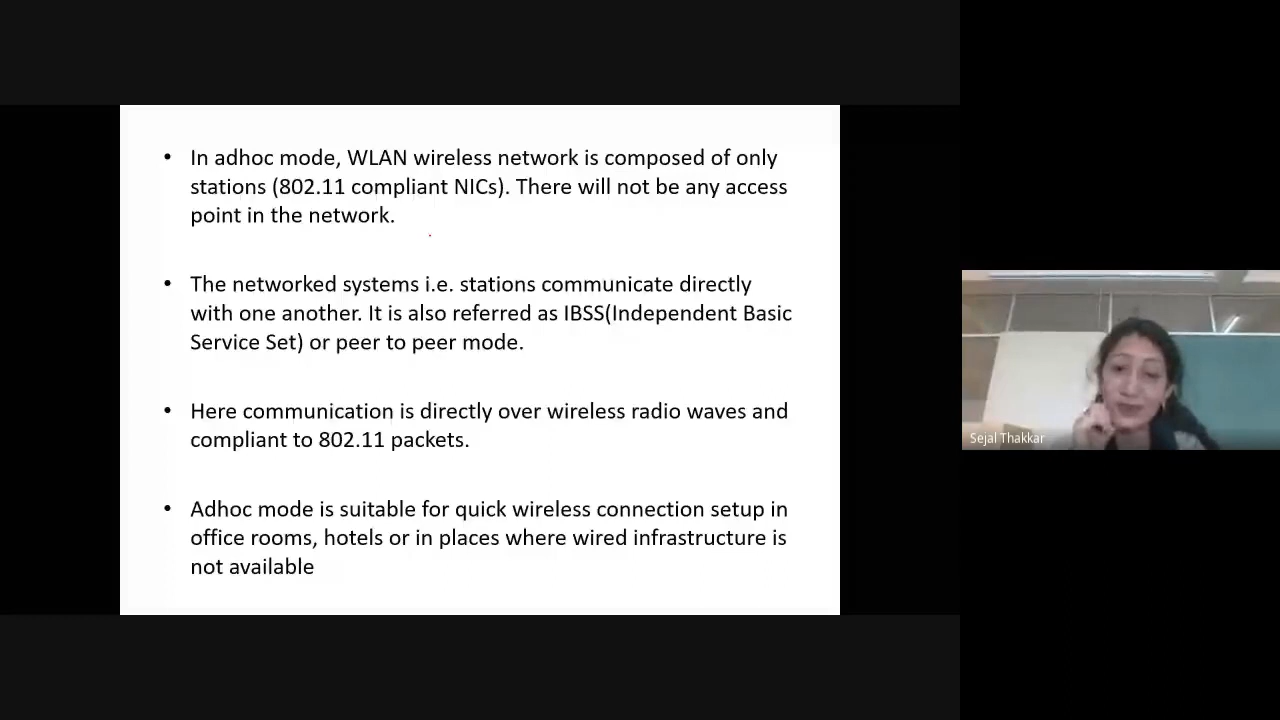 • In adhoc mode, WLAN wireless network is composed of only
stations (802.11 compliant NICs). There will not be any access
point in the network.
• The networked systems i.e. stations communicate directly
with one another. It is also referred as IBSS(Independent Basic
Service Set) or peer to peer mode.
• Here communication is directly over wireless radio waves and
compliant to 802.11 packets.
• Adhoc mode is suitable for quick wireless connection setup in
office rooms, hotels or in places where wired infrastructure is
not available
Sejal Thakkar